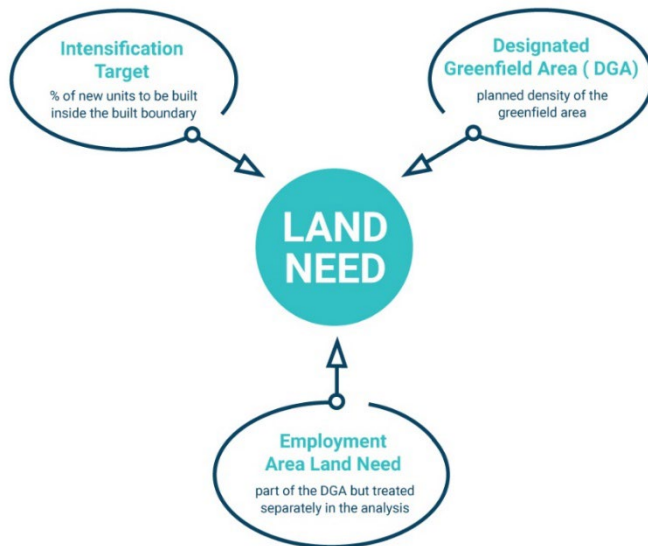 Intensification
Target
% of new units to be built
inside the built boundary
Designated
Greenfield Area ( DGA)
planned density of the
greenfield area
LAND
NEED
Employment
Area Land Need
part of the DGA but treated
separately in the analysis